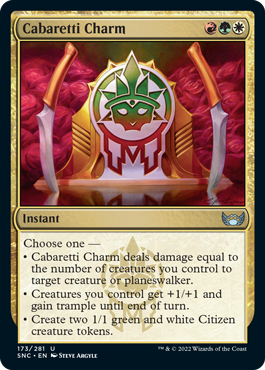 Cabaretti Charm
Instant
Choose one —
• Cabaretti Charm deals damage equal to
the number of creatures you control to
target creature or planeswalker.
• Creatures you control get +1/+1 and
gain trample until end of turn.
• Create two 1/1 green and white Citizen
creature tokens.
173/281 U
SNC • EN Steve Argyle
™ & © 2022 Wizards of the Coast